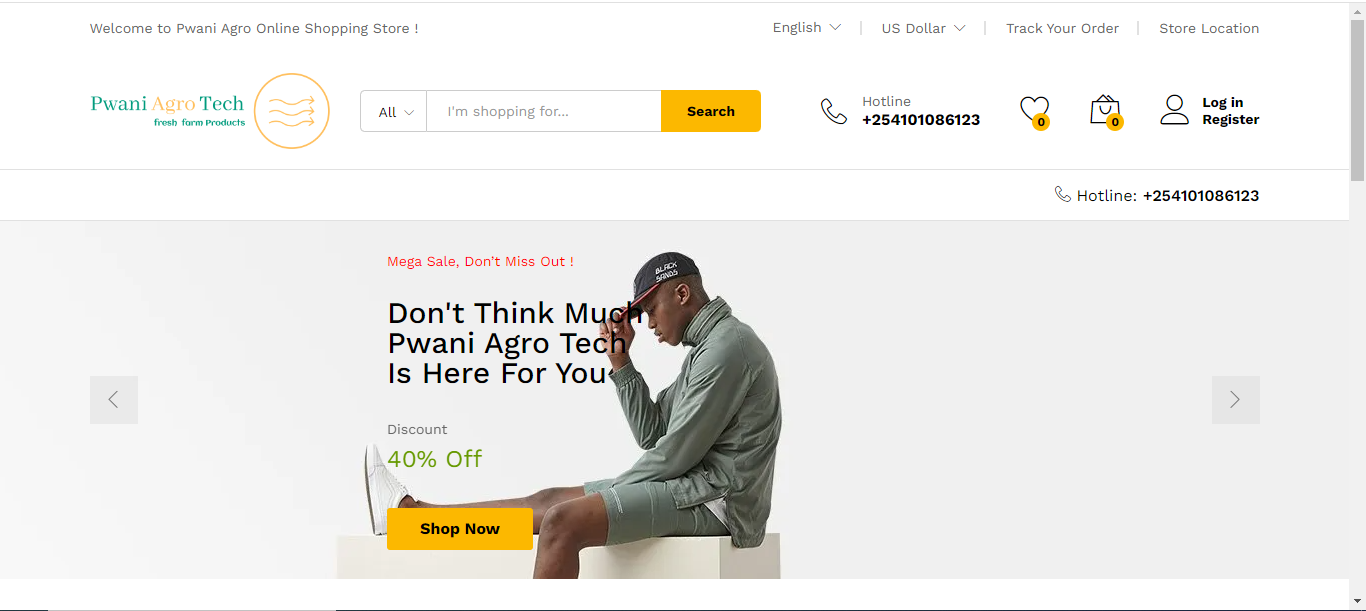 Welcome to Pwani Agro Online Shopping Store !
English
US Dollar
Track Your Order
Store Location
Pwani Agro Tech
fresh farm Products
All
I'm shopping for...
Search
Hotline
+254101086123
0
0
Log in
Register
Hotline: +254101086123
Mega Sale, Don't Miss Out !
BLACK
SANDS
Don't Think Much
Pwani Agro Tech
Is Here For You
Discount
40% Off
Shop Now